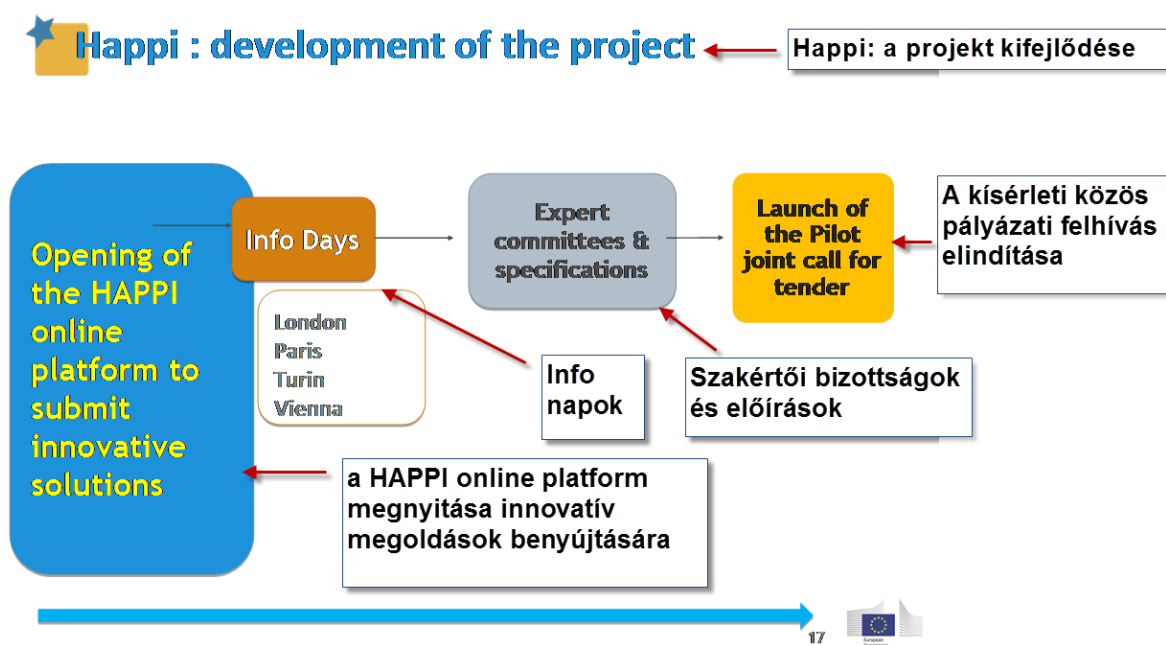 Happi : development of the project
Happi: a projekt kifejlődése
Opening of
the HAPPI
online
platform to
submit
innovative
solutions
Info Days
London
Paris
Turin
Vienna
Expert
committees &
specifications
Launch of
the Pilot
joint call for
tender
A kísérleti közös
pályázati felhívás
elindítása
Info
napok
Szakértői bizottságok
és előírások
a HAPPI online platform
megnyitása innovatív
megoldások benyújtására
17
European